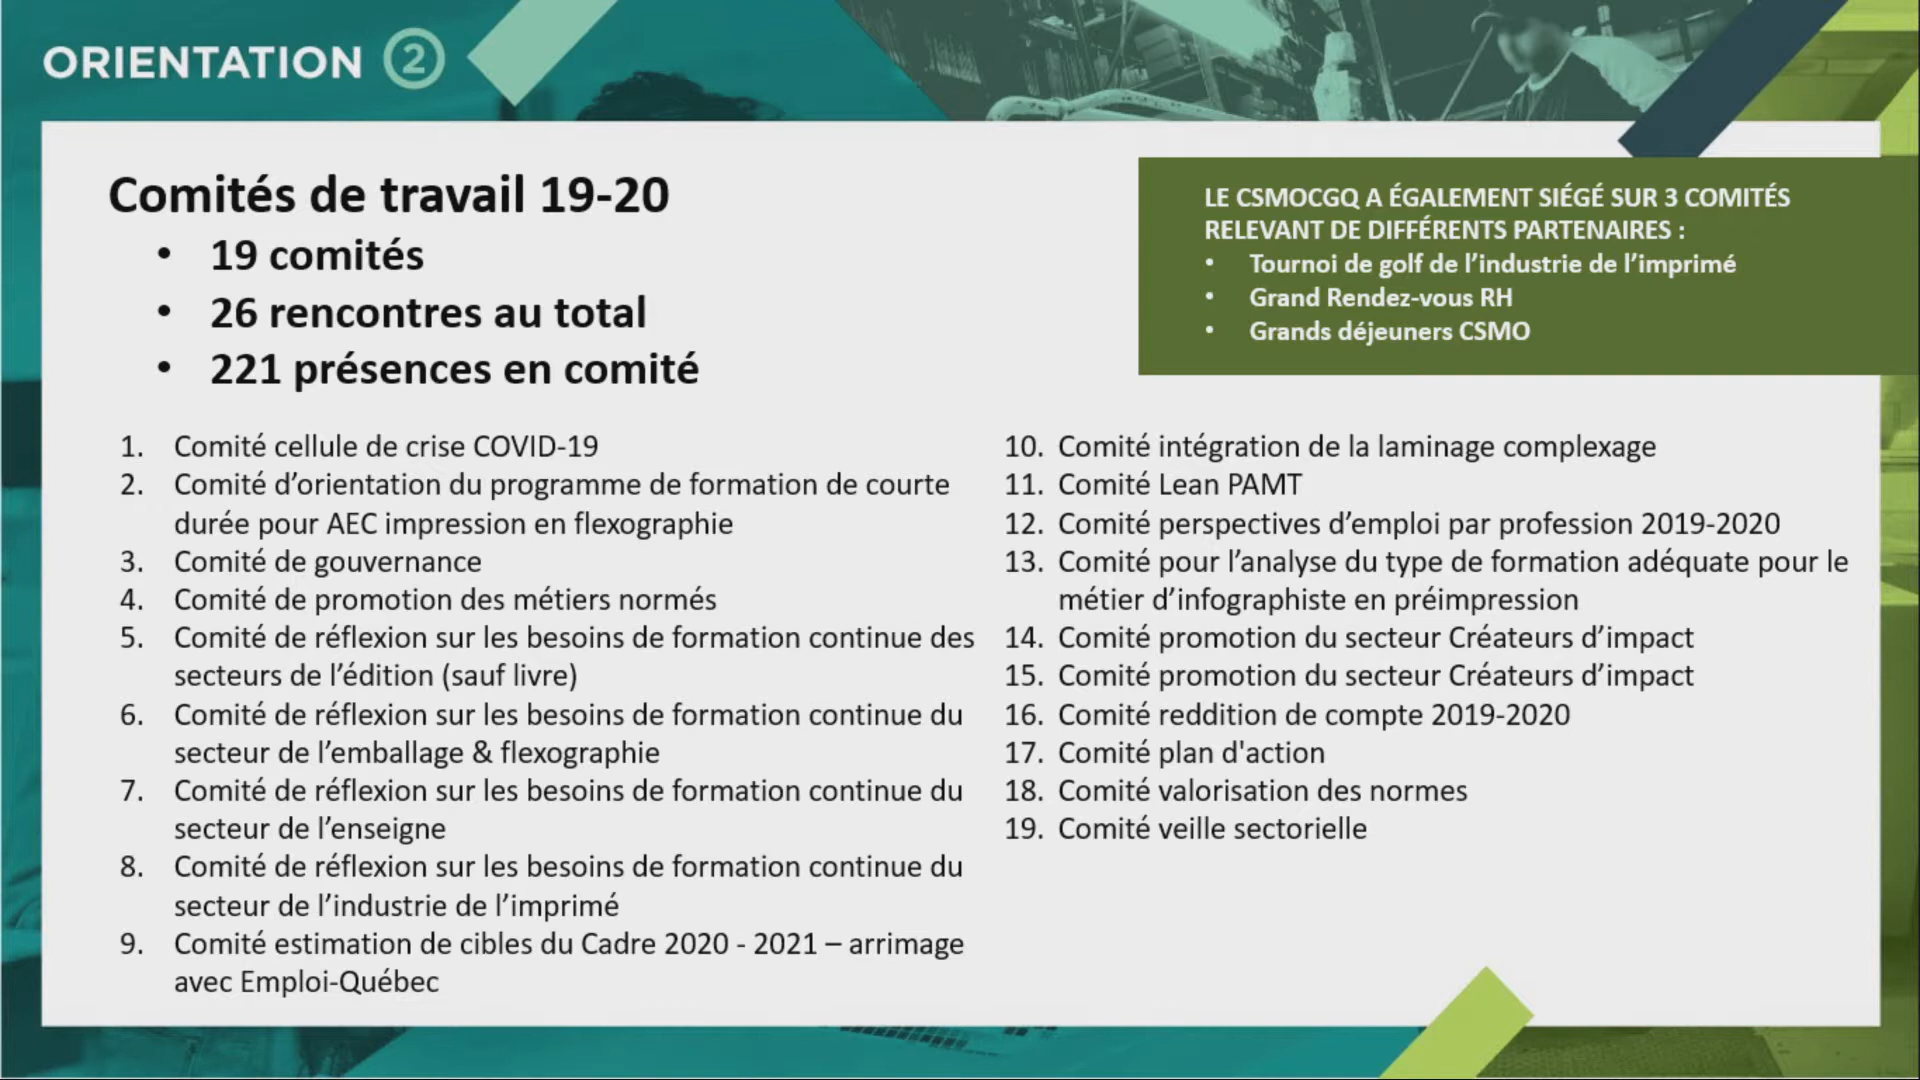 ORIENTATION 2
Comités de travail 19-20
• 19 comités
• 26 rencontres au total
• 221 présences en comité
LE CSMOCGQ A ÉGALEMENT SIÉGÉ SUR 3 COMITÉS
RELEVANT DE DIFFÉRENTS PARTENAIRES :
• Tournoi de golf de l’industrie de l’imprimé
• Grand Rendez-vous RH
• Grands déjeuners CSMO
1. Comité cellule de crise COVID-19
2. Comité d’orientation du programme de formation de courte
durée pour AEC impression en flexographie
3. Comité de gouvernance
4. Comité de promotion des métiers normés
5. Comité de réflexion sur les besoins de formation continue des
secteurs de l’édition (sauf livre)
6. Comité de réflexion sur les besoins de formation continue du
secteur de l’emballage & flexographie
7. Comité de réflexion sur les besoins de formation continue du
secteur de l’enseigne
8. Comité de réflexion sur les besoins de formation continue du
secteur de l’industrie de l’imprimé
9. Comité estimation de cibles du Cadre 2020 - 2021 – arrimage
avec Emploi-Québec
10. Comité intégration de la laminage complexage
11. Comité Lean PAMT
12. Comité perspectives d’emploi par profession 2019-2020
13. Comité pour l’analyse du type de formation adéquate pour le
métier d’infographiste en préimpression
14. Comité promotion du secteur Créateurs d’impact
15. Comité promotion du secteur Créateurs d’impact
16. Comité reddition de compte 2019-2020
17. Comité plan d'action
18. Comité valorisation des normes
19. Comité veille sectorielle